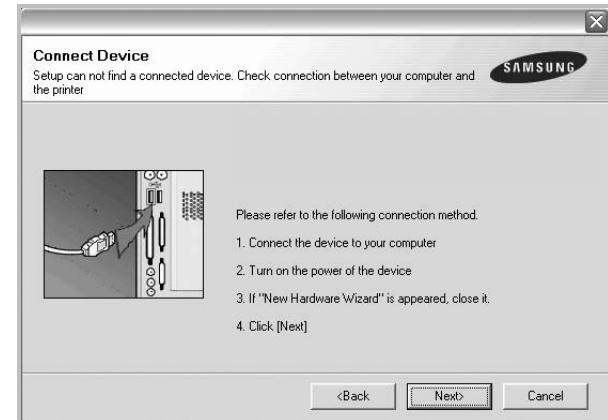 Connect Device
Setup can not find a connected device. Check connection between your computer and
the printer
SAMSUNG
Please refer to the following connection method.
1. Connect the device to your computer
2. Turn on the power of the device
3. If "New Hardware Wizard" is appeared, close it.
4. Click [Next]
<Back
Next>
Cancel